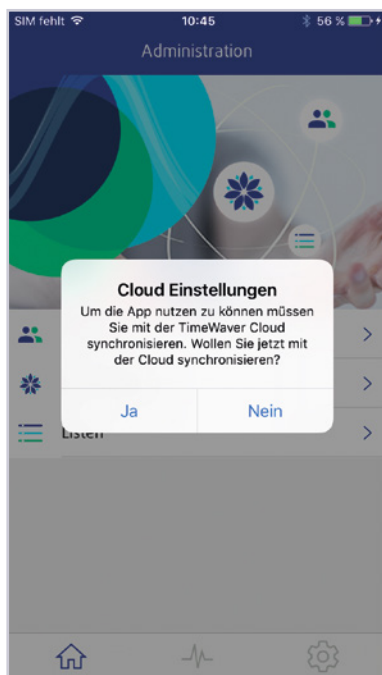 SIM fehlt 10:45 56 %
Administration
Cloud Einstellungen
Um die App nutzen zu können müssen
Sie mit der TimeWaver Cloud
synchronisieren. Wollen Sie jetzt mit
der Cloud synchronisieren?
Ja Nein
Listen